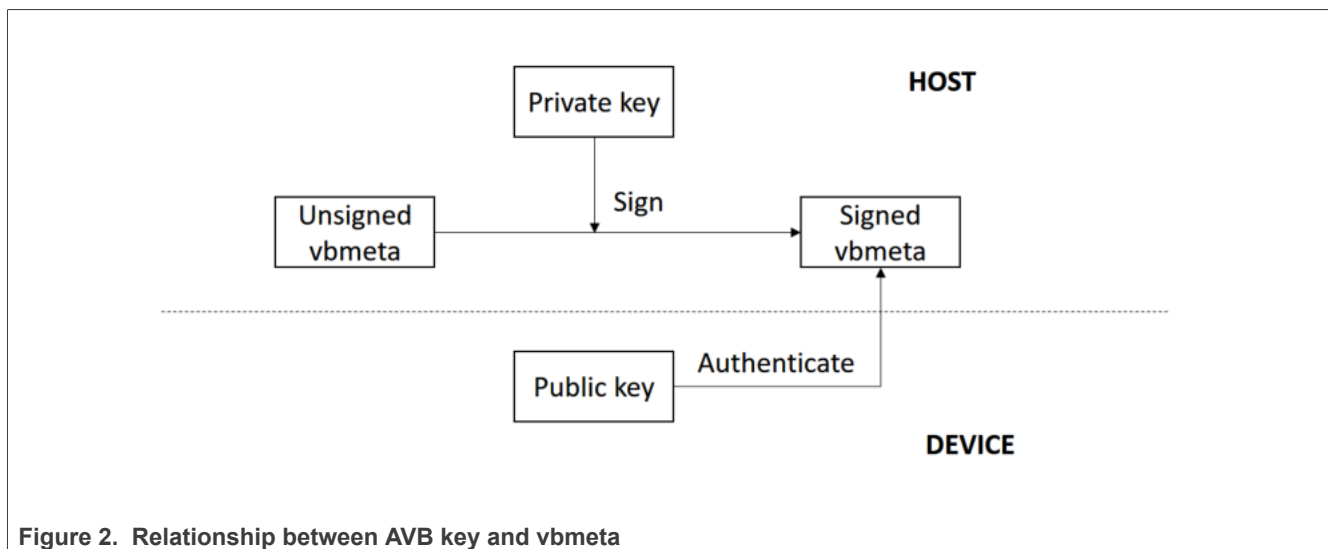 HOST
Private key
Sign
Unsigned
vbmeta
Signed
vbmeta
Authenticate
Public key
DEVICE
Figure 2. Relationship between AVB key and vbmeta